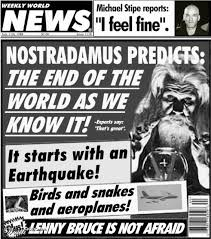 WEEKLY WORLD
NEWS
Michael Stipe reports:
"I feel fine".
NOSTRADAMUS PREDICTS:
THE END OF THE
WORLD AS WE
KNOW IT!
-Experts say:
"That's great".
It starts with an
Earthquake!
Birds and snakes
and aeroplanes!
LENNY BRUCE IS NOT AFRAID